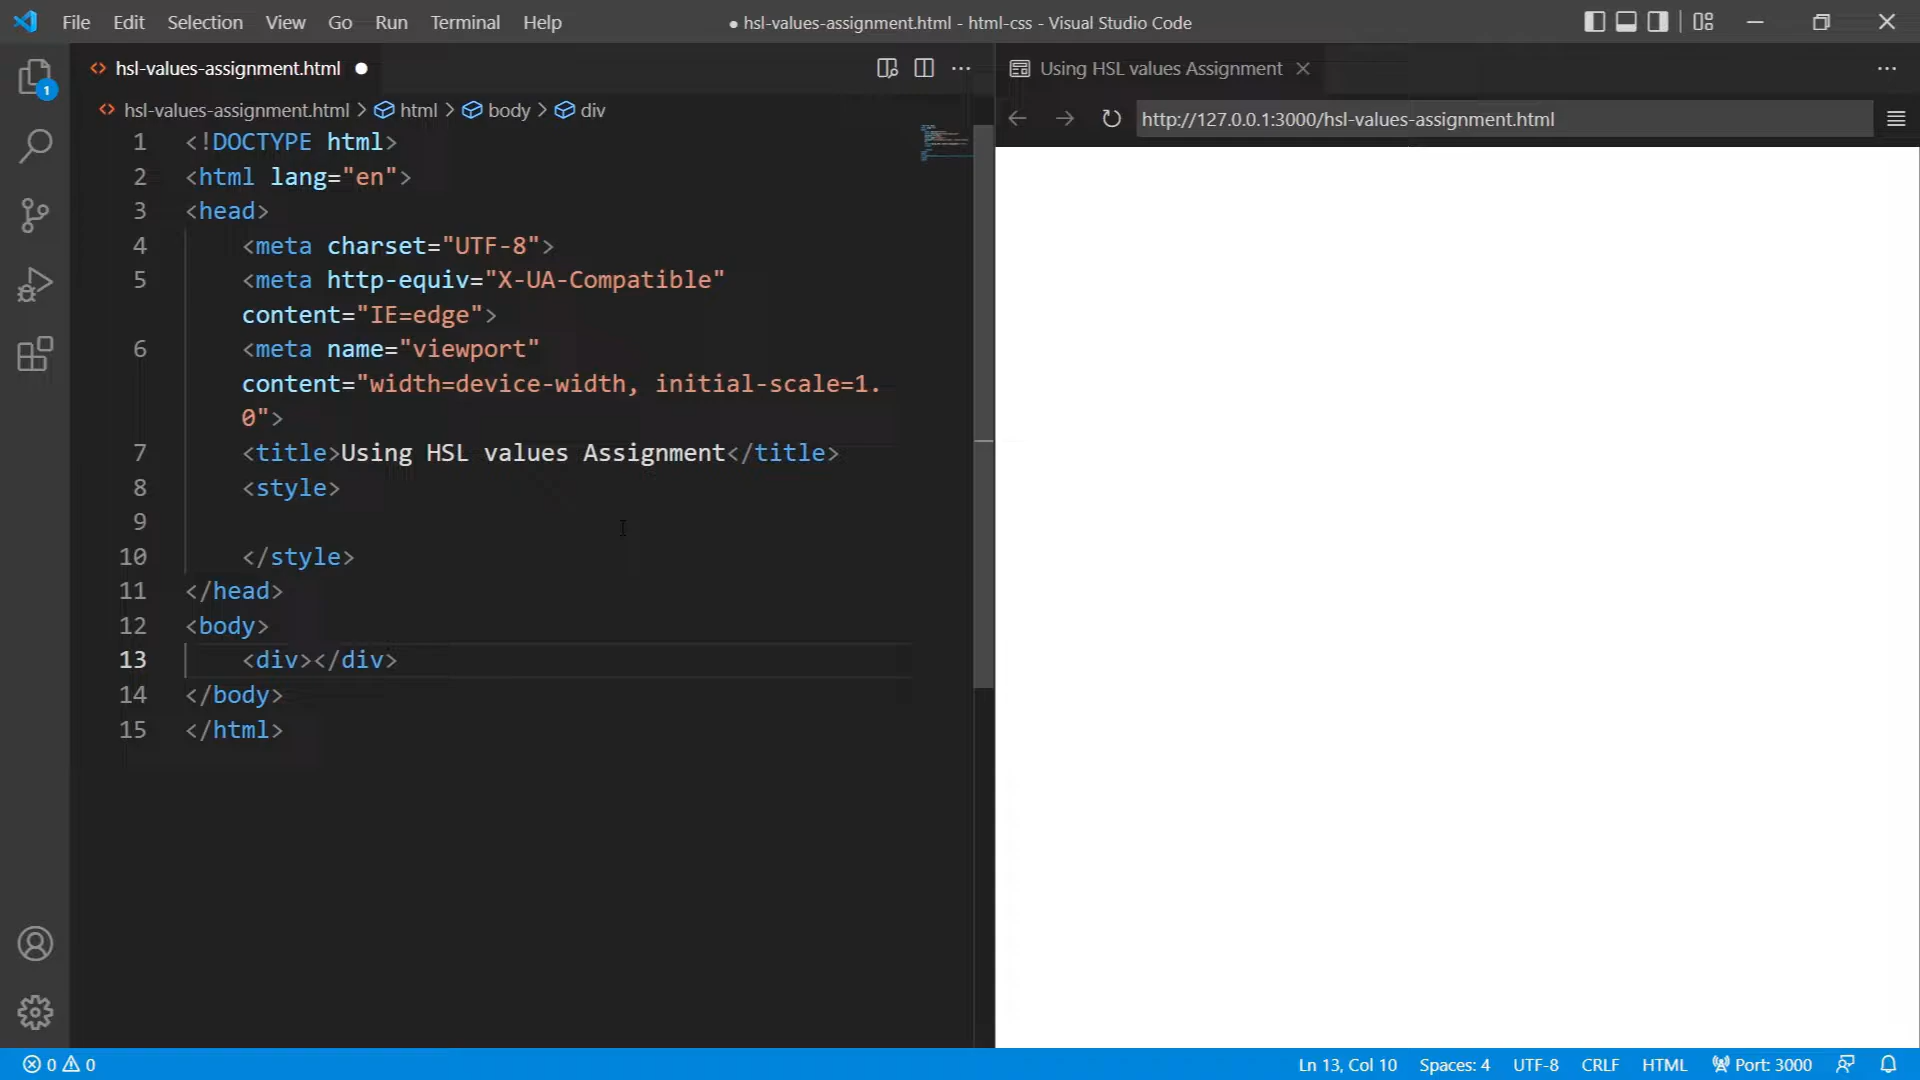 File Edit Selection View Go Run Terminal Help
● hsl-values-assignment.html - html-css - Visual Studio Code
hsl-values-assignment.html
Using HSL values Assignment
hsl-values-assignment.html > html > body > div
http://127.0.0.1:3000/hsl-values-assignment.html
1
1 <!DOCTYPE html>
2 <html lang="en">
3 <head>
4 <meta charset="UTF-8">
5 <meta http-equiv="X-UA-Compatible"
content="IE=edge">
6 <meta name="viewport"
content="width=device-width, initial-scale=1.
0">
7 <title>Using HSL values Assignment</title>
8 <style>
9
10 </style>
11 </head>
12 <body>
13 <div></div>
14 </body>
15 </html>
0 0
Ln 13, Col 10 Spaces: 4 UTF-8 CRLF HTML Port: 3000